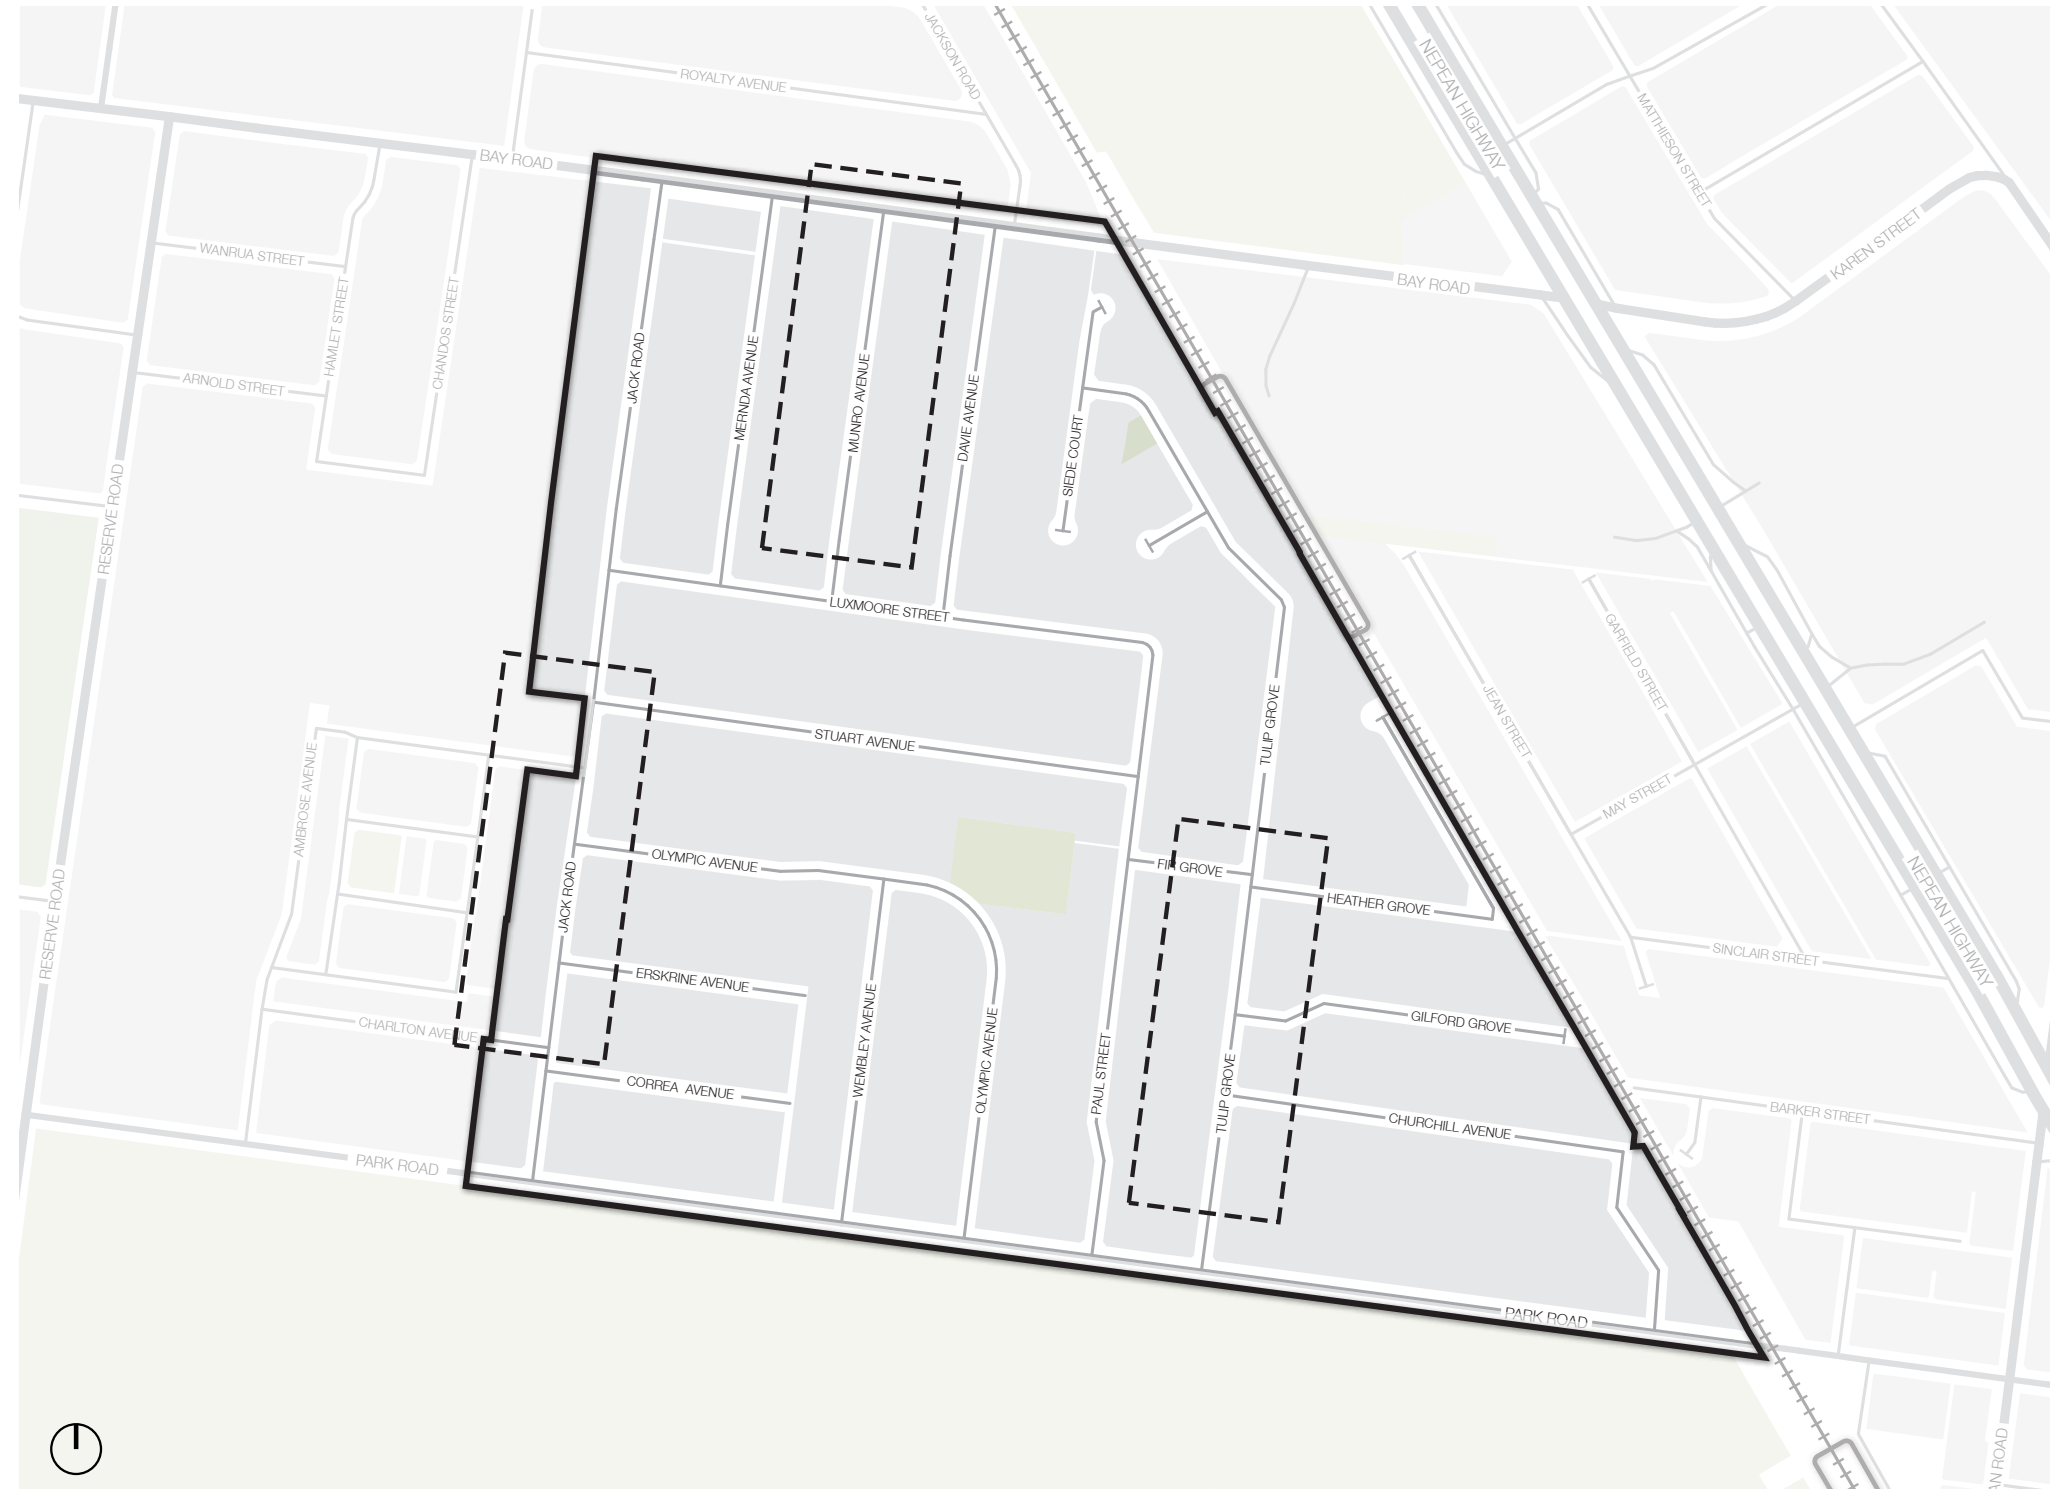 JACKSON ROAD
NEPEAN HIGHWAY
ROYALTY AVENUE
MATTHIESON STREET
BAY ROAD
KAREN STREET
WANRUA STREET
BAY ROAD
HAMLET STREET
CHANDOS STREET
ARNOLD STREET
JACK ROAD
MERNDA AVENUE
MUNRO AVENUE
DAVIE AVENUE
SIEDE COURT
RESERVE ROAD
LUXMOORE STREET
GARFIELD STREET
JEAN STREET
TULIP GROVE
STUART AVENUE
AMBROSE AVENUE
MAY STREET
OLYMPIC AVENUE
FIR GROVE
HEATHER GROVE
JACK ROAD
RESERVE ROAD
NEPEAN HIGHWAY
SINCLAIR STREET
ERSKINE AVENUE
GILFORD GROVE
CHARLTON AVENUE
WEMBLEY AVENUE
OLYMPIC AVENUE
PAUL STREET
TULIP GROVE
CORREA AVENUE
BARKER STREET
CHURCHILL AVENUE
PARK ROAD
PARK ROAD
AN ROAD